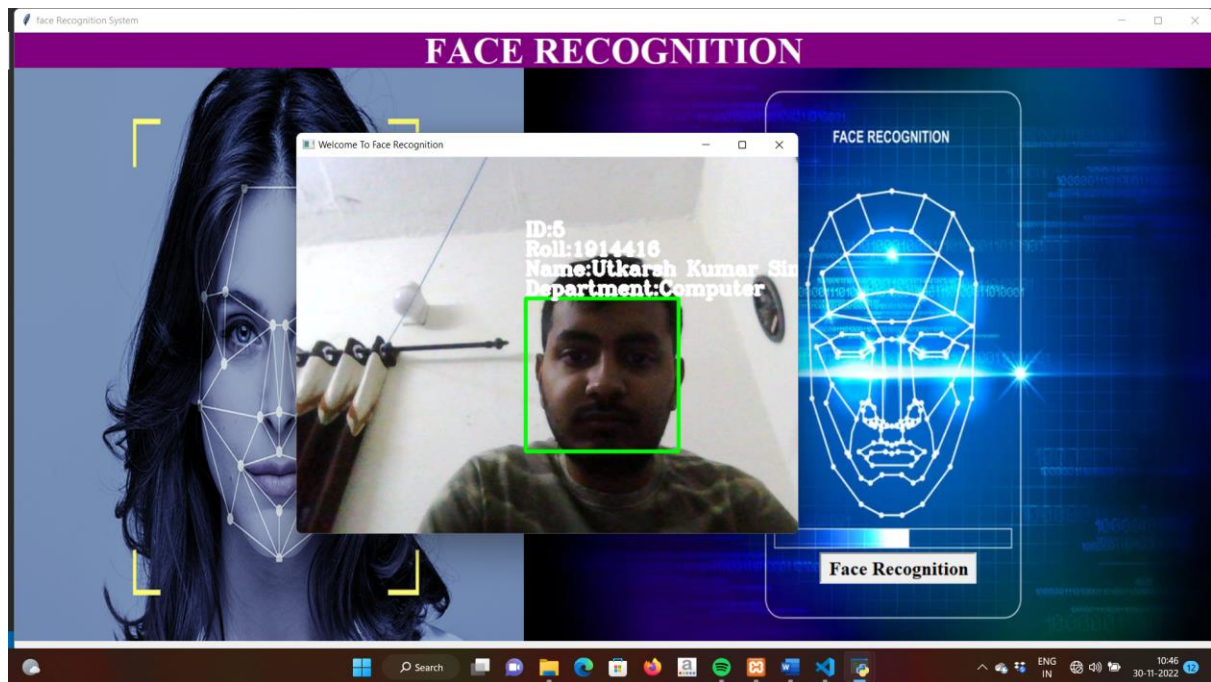 face Recognition System
FACE RECOGNITION
Welcome To Face Recognition
FACE RECOGNITION
ID:5
Roll:1914416
Name:Utkarsh Kumar Sin
Department:Computer
Face Recognition
Search
ENG
IN
10:46
30-11-2022
12